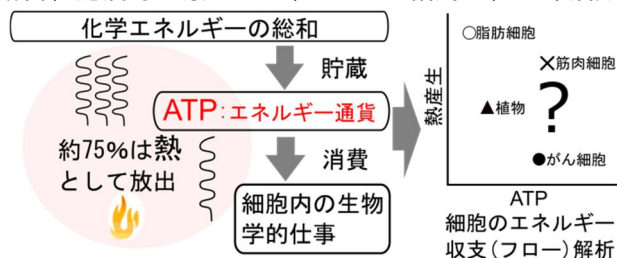 化学エネルギーの総和
貯蔵
ATP:エネルギー通貨
約75%は熱
として放出
消費
細胞内の生物
学的仕事
熱産生
○脂肪細胞
×筋肉細胞
▲植物
?
●がん細胞
ATP
細胞のエネルギー
収支(フロー)解析